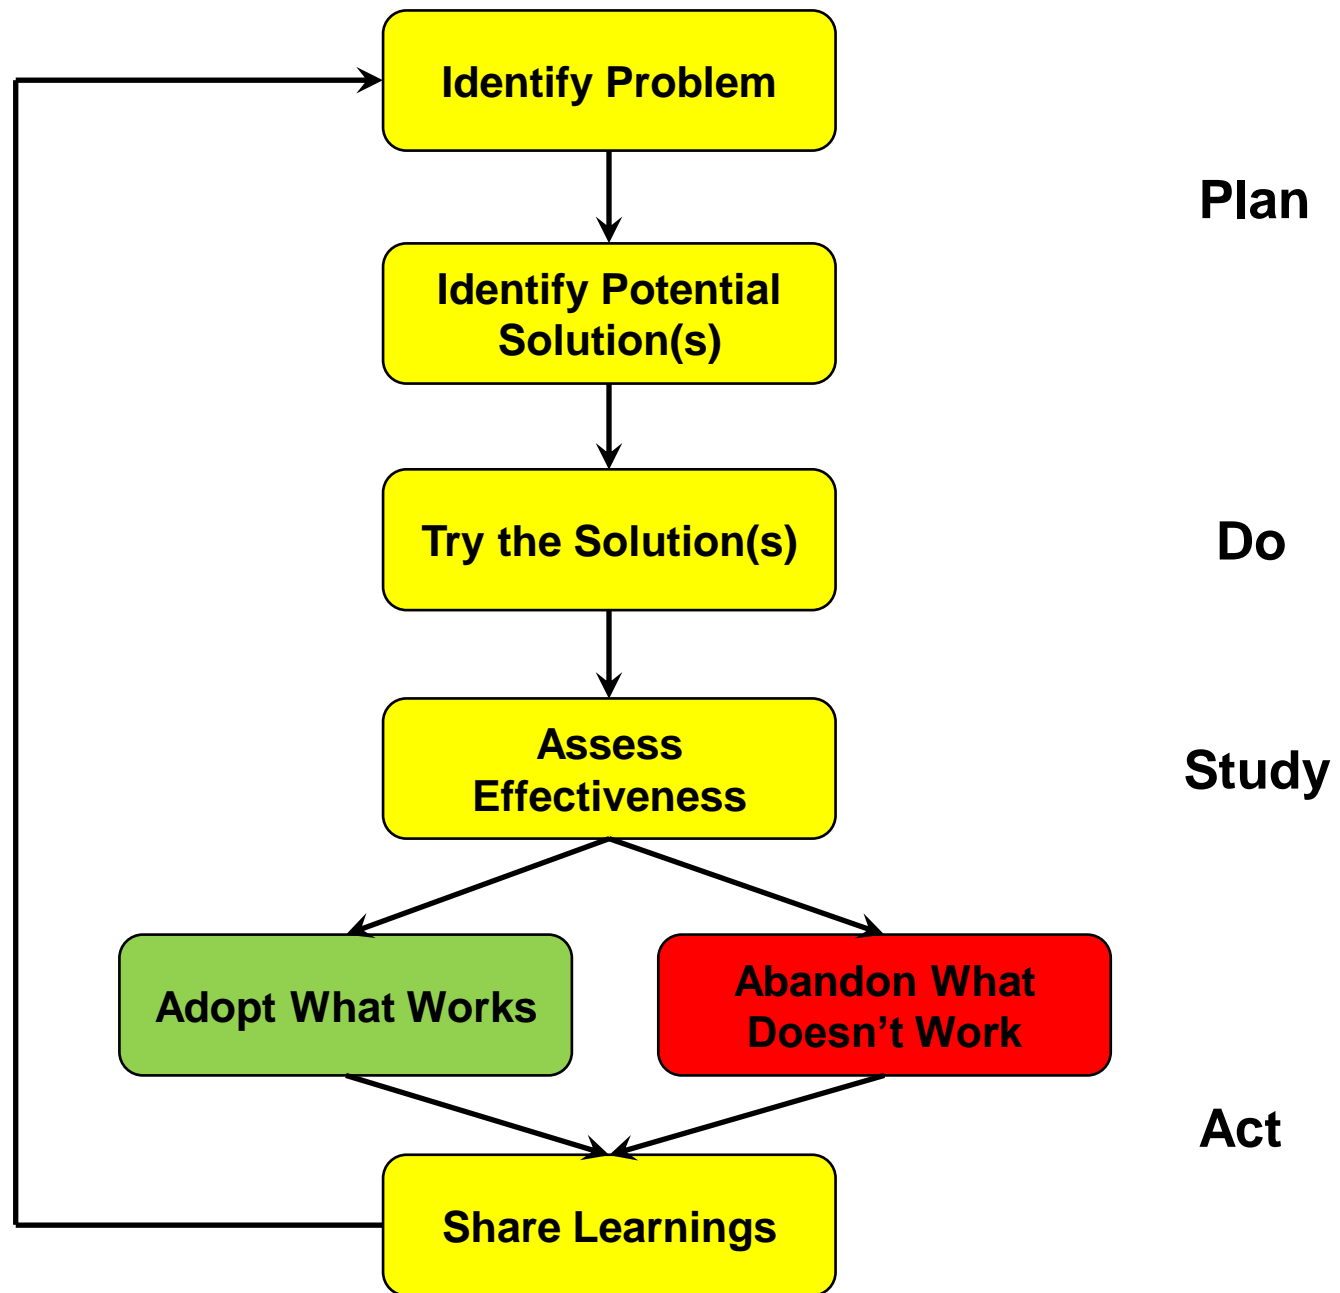 Identify Problem
Plan
Identify Potential
Solution(s)
Try the Solution(s)
Do
Assess
Effectiveness
Study
Adopt What Works
Abandon What
Doesn’t Work
Act
Share Learnings